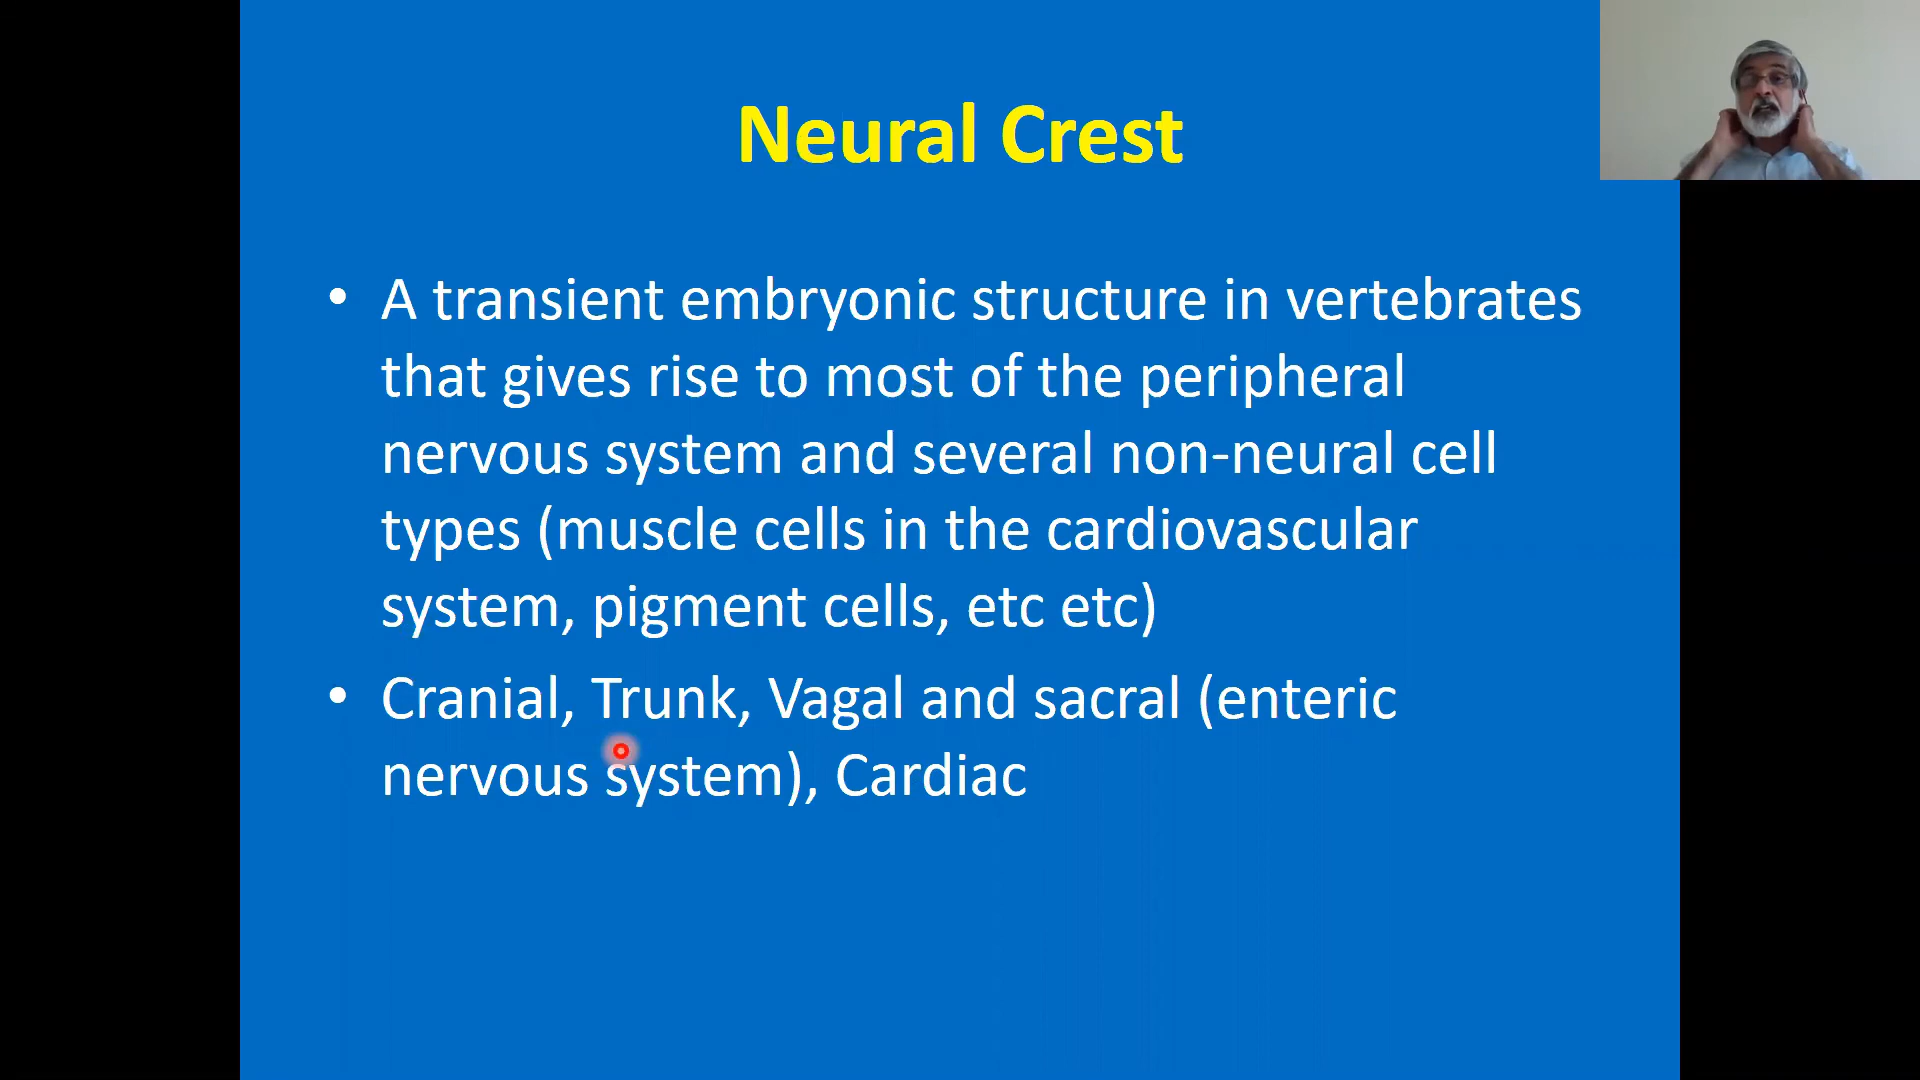 Neural Crest
• A transient embryonic structure in vertebrates
that gives rise to most of the peripheral
nervous system and several non-neural cell
types (muscle cells in the cardiovascular
system, pigment cells, etc etc)
• Cranial, Trunk, Vagal and sacral (enteric
nervous system), Cardiac